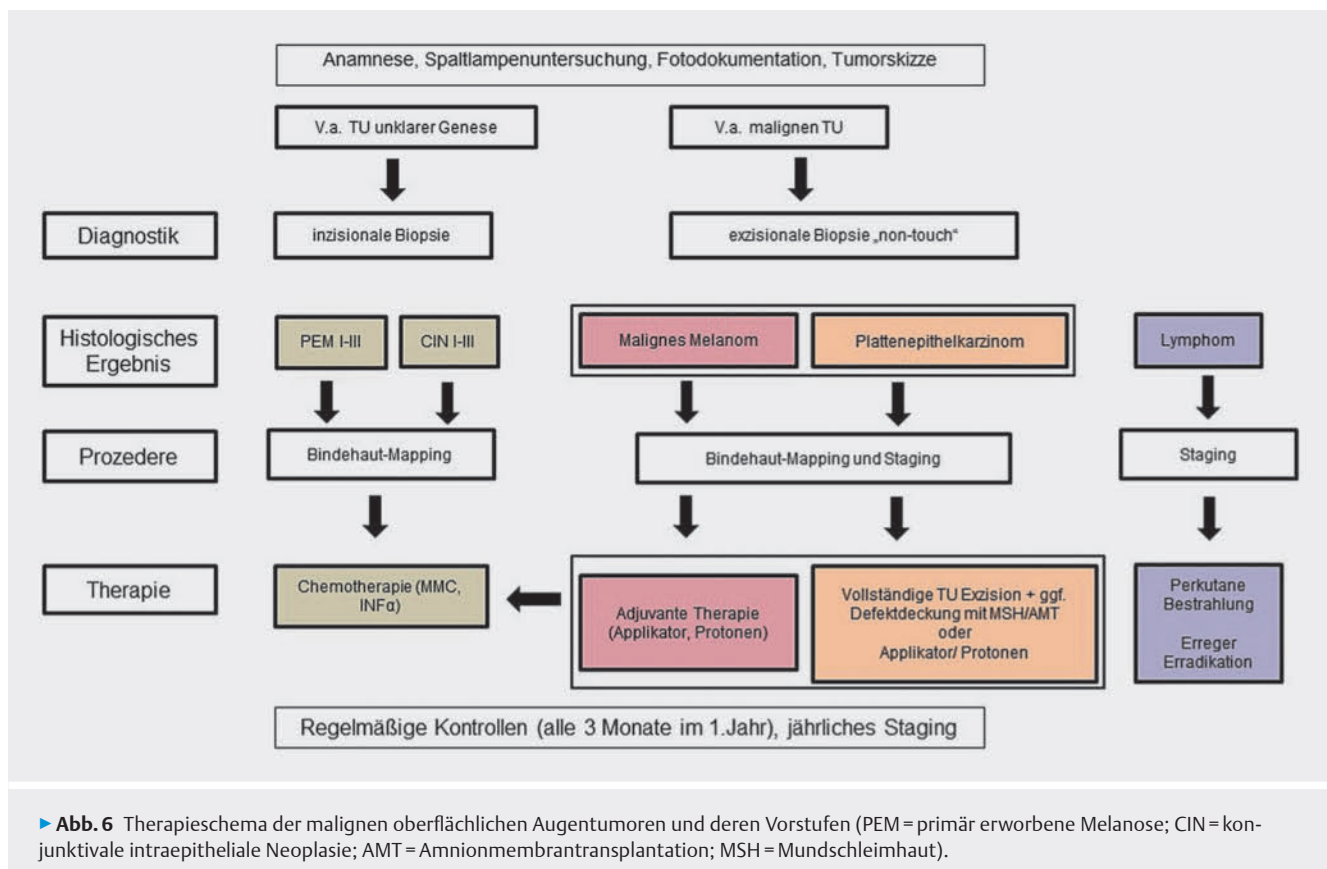 Anamnese, Spaltlampenuntersuchung, Fotodokumentation, Tumorskizze
V.a. TU unklarer Genese
V.a. malignen TU
Diagnostik
inzisionale Biopsie
exzisionale Biopsie „non-touch“
Histologisches
Ergebnis
PEM I-III
CIN I-III
Malignes Melanom
Plattenepithelkarzinom
Lymphom
Prozedere
Bindehaut-Mapping
Bindehaut-Mapping und Staging
Staging
Therapie
Chemotherapie (MMC,
INFα)
Adjuvante Therapie
(Applikator, Protonen)
Vollständige TU Exzision + ggf.
Defektdeckung mit MSH/AMT
oder
Applikator/ Protonen
Perkutane
Bestrahlung
Erreger
Erradikation
Regelmäßige Kontrollen (alle 3 Monate im 1.Jahr), jährliches Staging
▶ Abb. 6 Therapieschema der malignen oberflächlichen Augentumoren und deren Vorstufen (PEM = primär erworbene Melanose; CIN = kon-
junktivale intraepitheliale Neoplasie; AMT = Amnionmembrantransplantation; MSH = Mundschleimhaut).